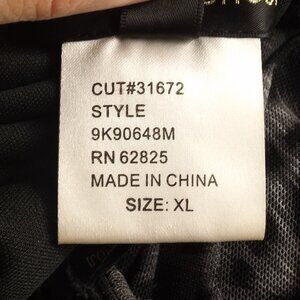 CUT#31672
STYLE
9K90648M
RN 62825
MADE IN CHINA
SIZE: XL